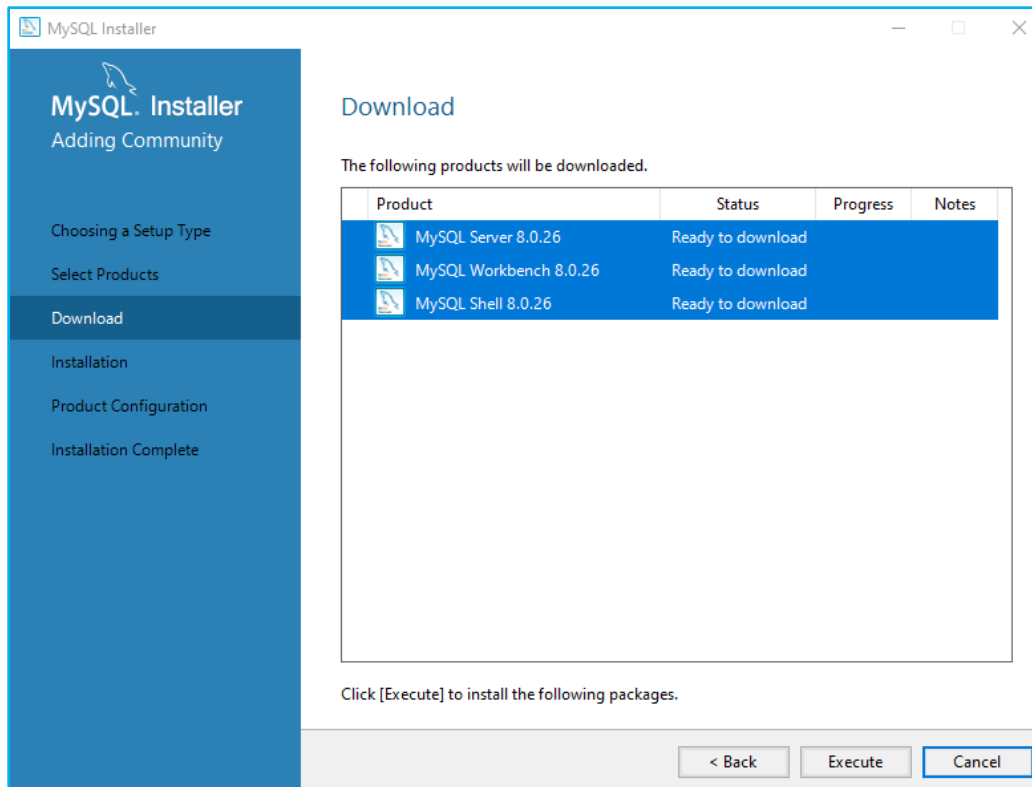 MySQL Installer
MySQL. Installer
Adding Community
Choosing a Setup Type
Select Products
Download
Installation
Product Configuration
Installation Complete
Download
The following products will be downloaded.
Product Status Progress Notes
MySQL Server 8.0.26 Ready to download
MySQL Workbench 8.0.26 Ready to download
MySQL Shell 8.0.26 Ready to download
Click [Execute] to install the following packages.
< Back Execute Cancel